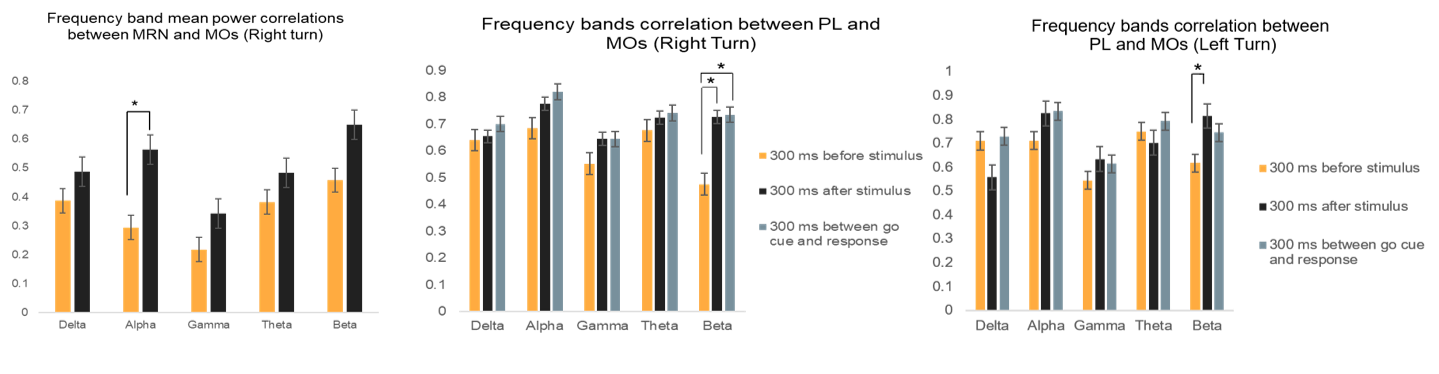 Frequency band mean power correlations
between MRN and MOs (Right turn)
0.8
0.7
0.6
0.5
0.4
0.3
0.2
0.1
0
*
Delta
Alpha
Gamma
Theta
Beta
Frequency bands correlation between PL and
MOs (Right Turn)
0.9
0.8
0.7
0.6
0.5
0.4
0.3
0.2
0.1
0
*
*
Delta
Alpha
Gamma
Theta
Beta
300 ms before stimulus
300 ms after stimulus
300 ms between go
cue and response
Frequency bands correlation between
PL and MOs (Left Turn)
1
0.9
0.8
0.7
0.6
0.5
0.4
0.3
0.2
0.1
0
*
Delta
Alpha
Gamma
Theta
Beta
300 ms before stimulus
300 ms after stimulus
300 ms between go cue
and response